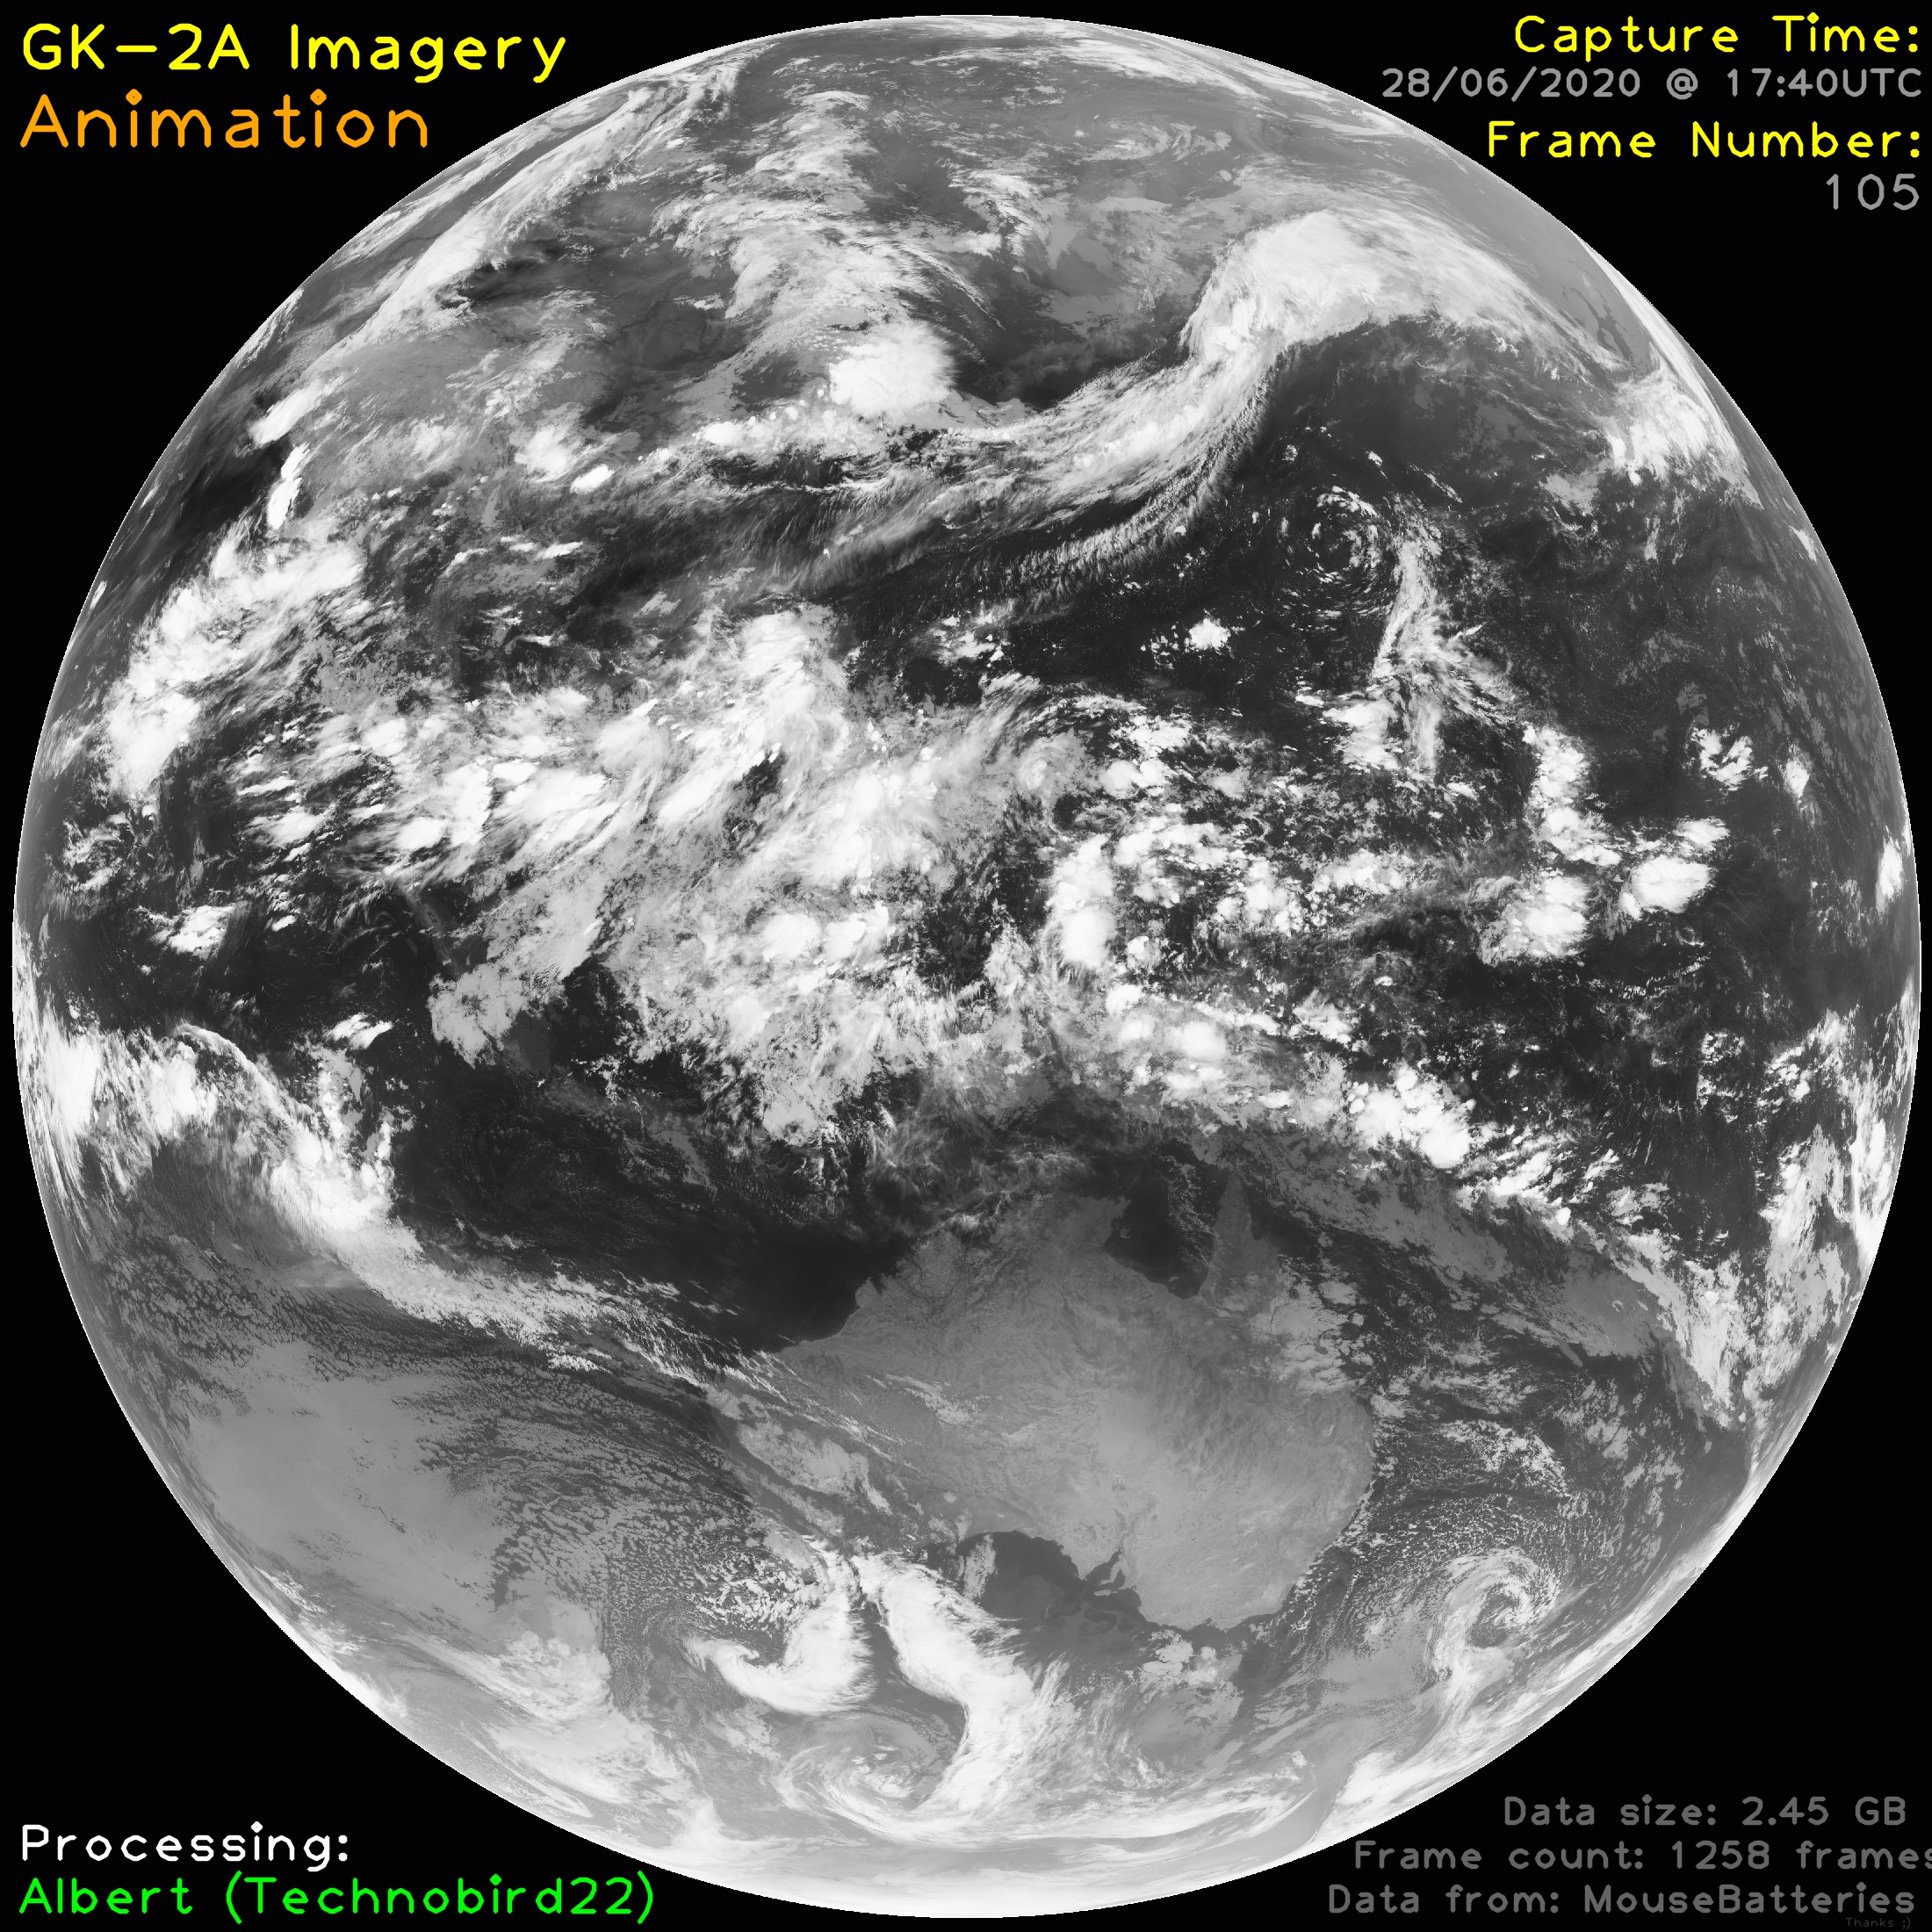 GK-2A Imagery
Animation
Capture Time:
28/06/2020 @ 17:40UTC
Frame Number:
105
Processing:
Albert (Technobird22)
Data size: 2.45 GB
Frame count: 1258 frames
Data from: MouseBatteries
Thanks ;)